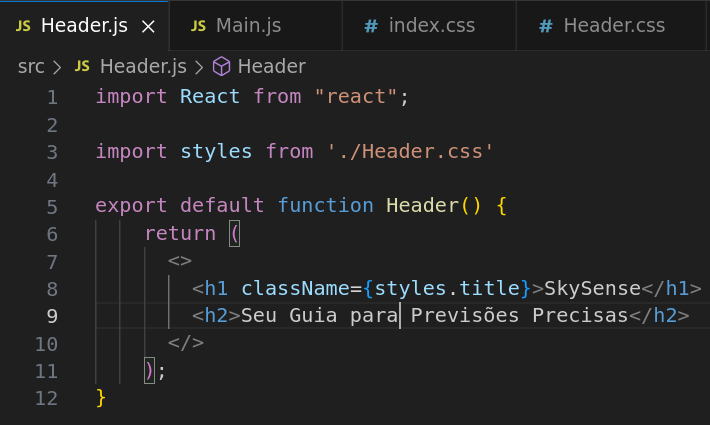 JS Header.js × JS Main.js # index.css # Header.css
src > JS Header.js > Header
1 import React from "react";
2
3 import styles from './Header.css'
4
5 export default function Header() {
6     return (
7       <>
8         <h1 className={styles.title}>SkySense</h1>
9         <h2>Seu Guia para Previsões Precisas</h2>
10       </>
11     );
12 }